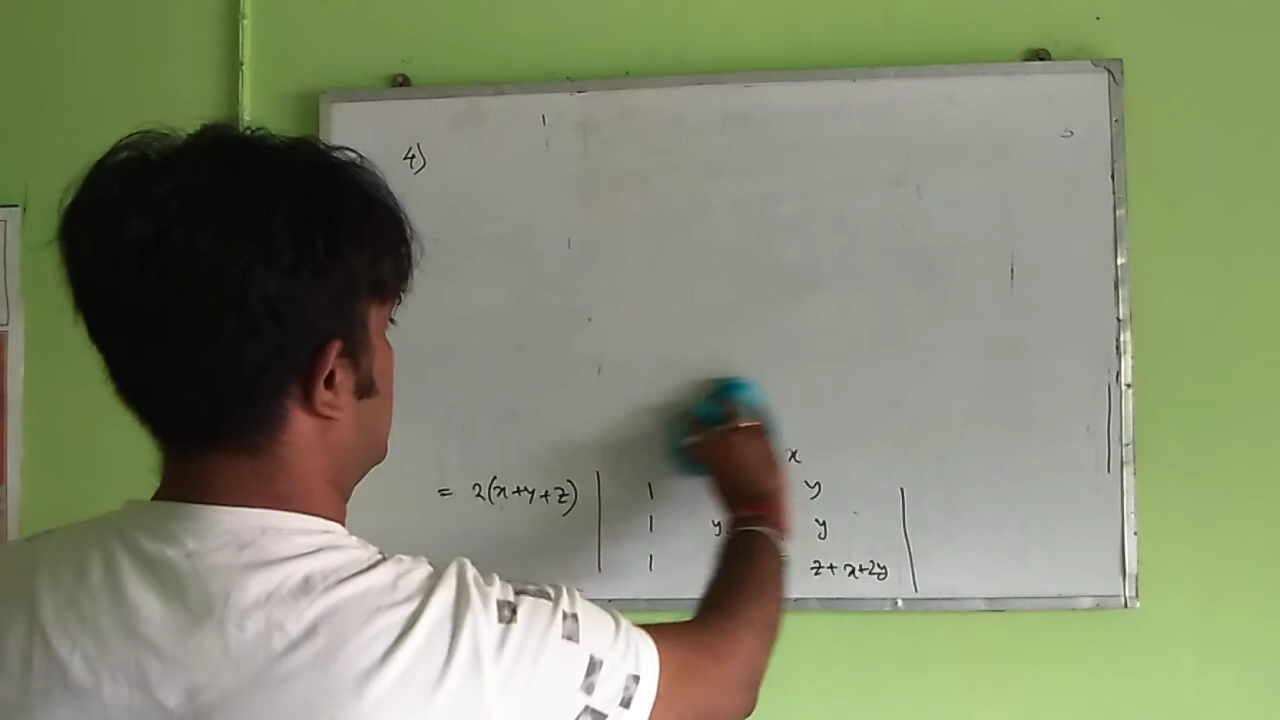 4)
x
= 2(x+y+z) | 1 y |
1 y y
1 z+x+2y